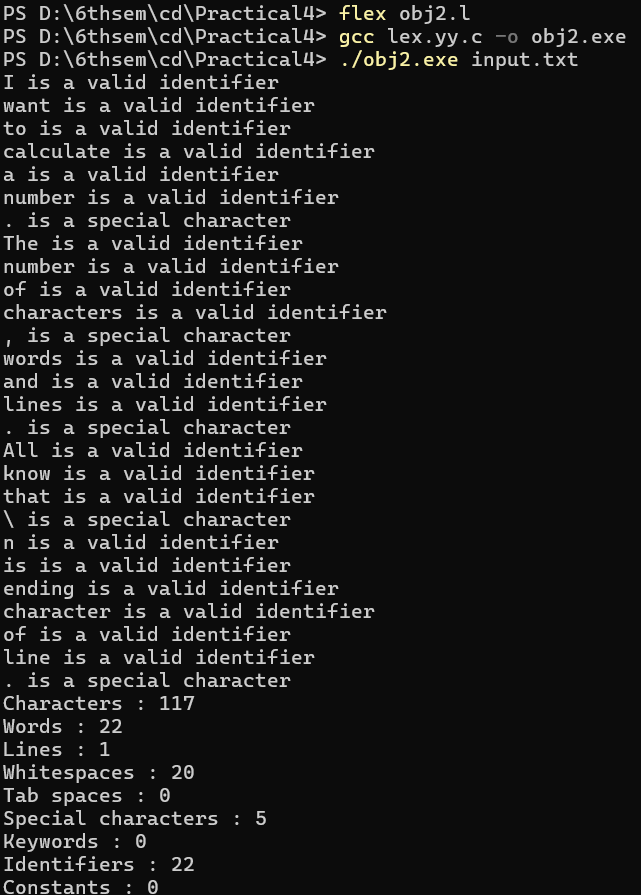 PS D:\6thsem\cd\Practical4> flex obj2.l
PS D:\6thsem\cd\Practical4> gcc lex.yy.c -o obj2.exe
PS D:\6thsem\cd\Practical4> ./obj2.exe input.txt
I is a valid identifier
want is a valid identifier
to is a valid identifier
calculate is a valid identifier
a is a valid identifier
number is a valid identifier
. is a special character
The is a valid identifier
number is a valid identifier
of is a valid identifier
characters is a valid identifier
, is a special character
words is a valid identifier
and is a valid identifier
lines is a valid identifier
. is a special character
All is a valid identifier
know is a valid identifier
that is a valid identifier
\ is a special character
n is a valid identifier
is is a valid identifier
ending is a valid identifier
character is a valid identifier
of is a valid identifier
line is a valid identifier
. is a special character
Characters : 117
Words : 22
Lines : 1
Whitespaces : 20
Tab spaces : 0
Special characters : 5
Keywords : 0
Identifiers : 22
Constants : 0